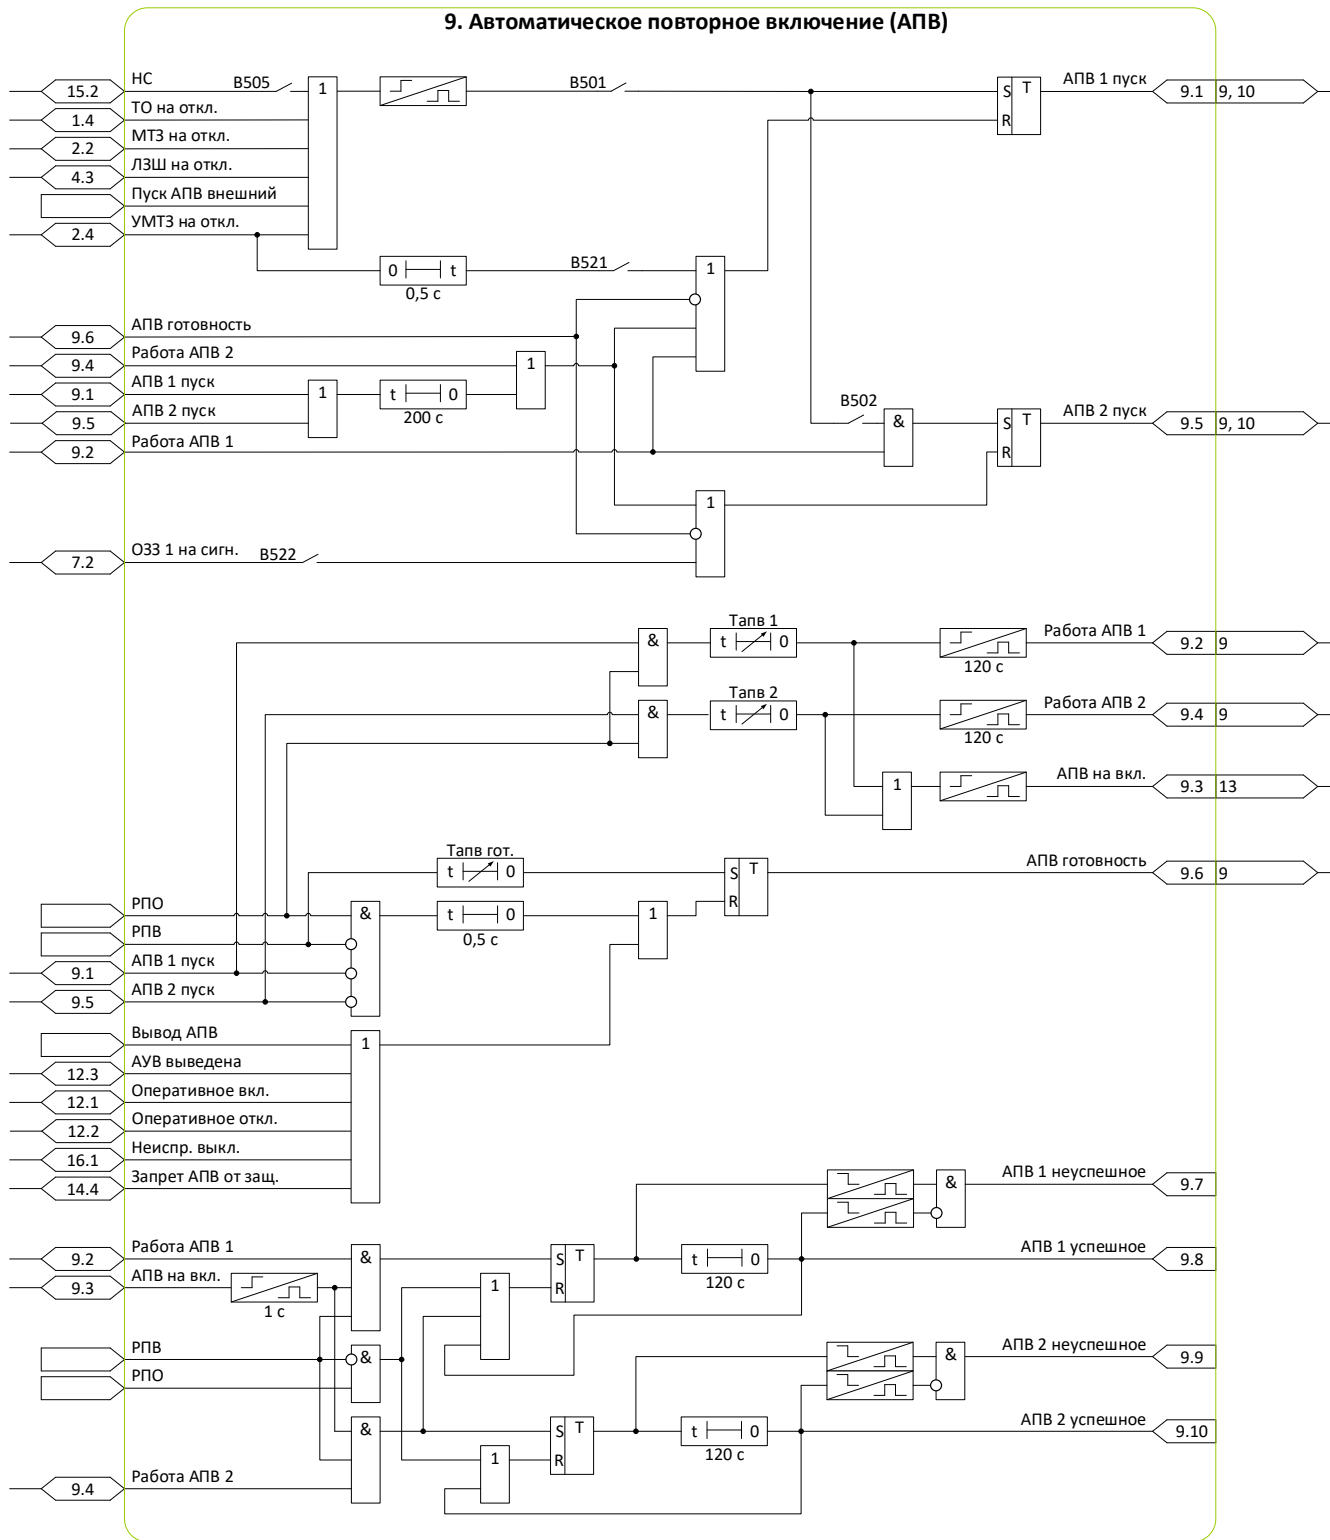 9. Автоматическое повторное включение (АПВ)
15.2 НС В505 1 В501 S T АПВ 1 пуск 9.1 9, 10
1.4 ТО на откл. R
2.2 МТЗ на откл.
4.3 ЛЗШ на откл.
Пуск АПВ внешний
2.4 УМТЗ на откл.
0 t В521 1
0,5 с
9.6 АПВ готовность
9.4 Работа АПВ 2 1
9.1 АПВ 1 пуск 1 t 0
200 с
9.5 АПВ 2 пуск В502 & S T АПВ 2 пуск 9.5 9, 10
9.2 Работа АПВ 1 R
1
7.2 ОЗЗ 1 на сигн. В522
Тапв 1
& t 0 Работа АПВ 1 9.2 9
120 с
Тапв 2
& t 0 Работа АПВ 2 9.4 9
120 с
1 АПВ на вкл. 9.3 13
Тапв гот.
t 0 S T АПВ готовность 9.6 9
РПО & t 0 1 R
0,5 с
РПВ
9.1 АПВ 1 пуск
9.5 АПВ 2 пуск
Вывод АПВ 1
12.3 АУВ выведена
12.1 Оперативное вкл.
12.2 Оперативное откл.
16.1 Неиспр. выкл.
14.4 Запрет АПВ от защ.
& АПВ 1 неуспешное 9.7
9.2 Работа АПВ 1 & S T t 0 АПВ 1 успешное 9.8
120 с
9.3 АПВ на вкл. 1 R
1 с
РПВ & & АПВ 2 неуспешное 9.9
РПО
& S T t 0 АПВ 2 успешное 9.10
120 с
1 R
9.4 Работа АПВ 2